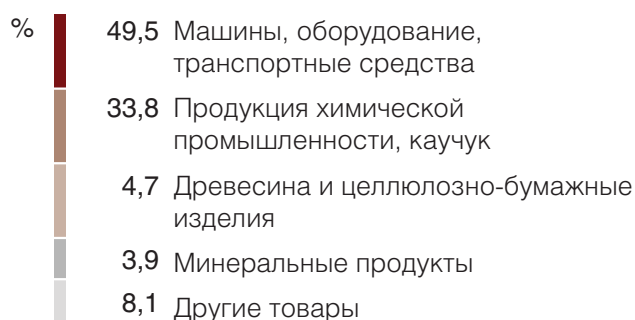 % 49,5 Машины, оборудование,
транспортные средства
33,8 Продукция химической
промышленности, каучук
4,7 Древесина и целлюлозно-бумажные
изделия
3,9 Минеральные продукты
8,1 Другие товары